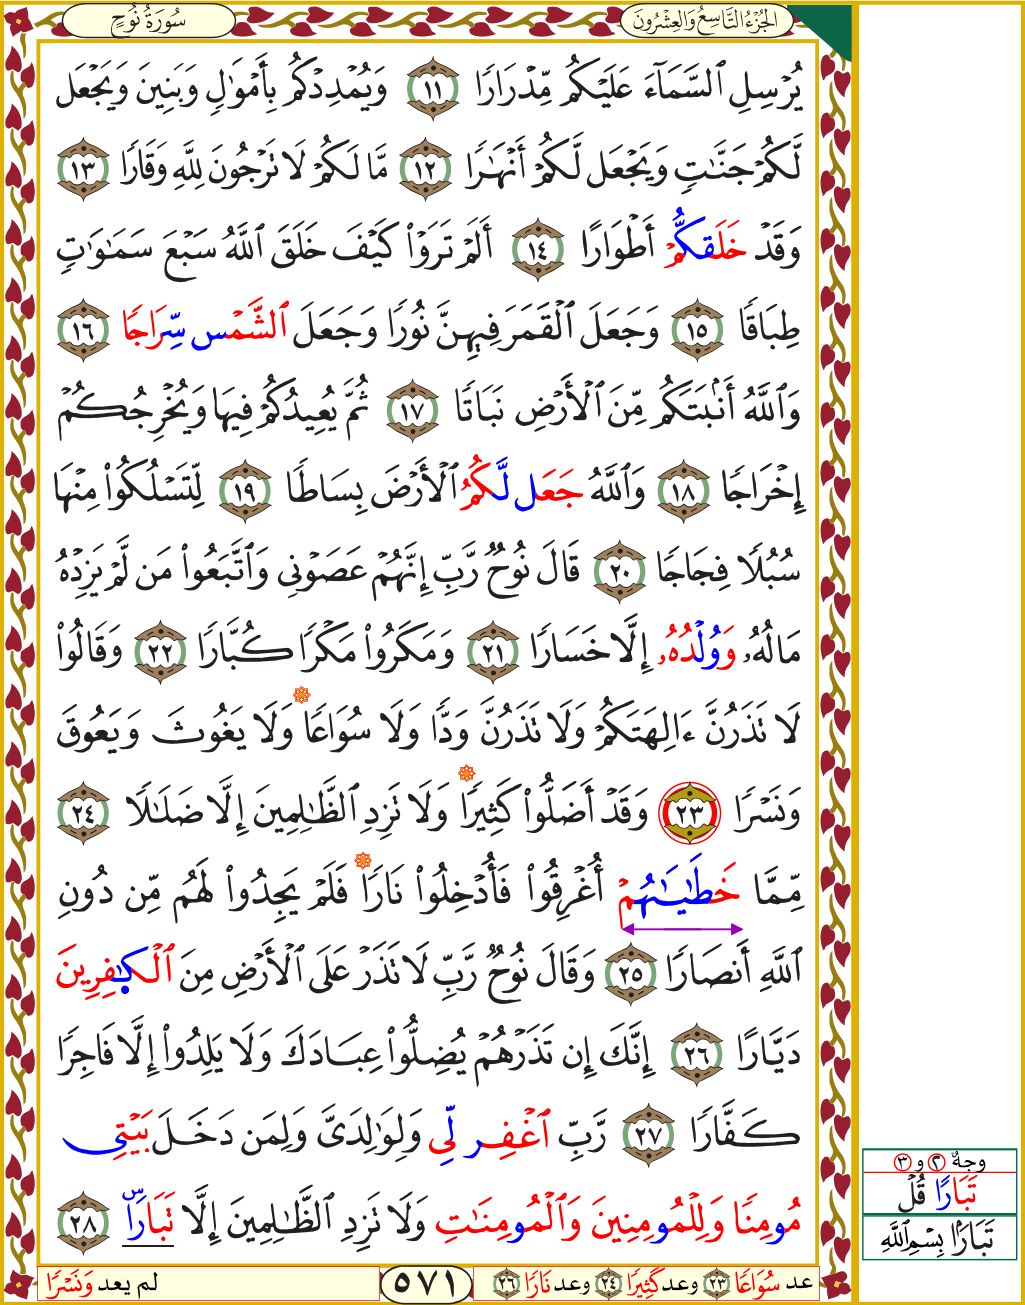 الجُزْءُ التَّاسِعُ وَالعِشْرُونَ
سُورَةُ نُوحٍ
يُرْسِلِ ٱلسَّمَآءَ عَلَيْكُم مِّدْرَارًا ١١ وَيُمْدِدْكُم بِأَمْوَٰلٍ وَبَنِينَ وَيَجْعَل
لَّكُمْ جَنَّٰتٍ وَيَجْعَل لَّكُمْ أَنْهَٰرًا ١٢ مَّا لَكُمْ لَا تَرْجُونَ لِلَّهِ وَقَارًا ١٣
وَقَدْ خَلَقكُّمْ أَطْوَارًا ١٤ أَلَمْ تَرَوْا۟ كَيْفَ خَلَقَ ٱللَّهُ سَبْعَ سَمَٰوَٰتٍ
طِبَاقًا ١٥ وَجَعَلَ ٱلْقَمَرَ فِيهِنَّ نُورًا وَجَعَلَ ٱلشَّمْس سِّرَاجًا ١٦
وَٱللَّهُ أَنۢبَتَكُم مِّنَ ٱلْأَرْضِ نَبَاتًا ١٧ ثُمَّ يُعِيدُكُمْ فِيهَا وَيُخْرِجُكُمْ
إِخْرَاجًا ١٨ وَٱللَّهُ جَعَل لَّكُمُ ٱلْأَرْضَ بِسَاطًا ١٩ لِّتَسْلُكُوا۟ مِنْهَا
سُبُلًا فِجَاجًا ٢٠ قَالَ نُوحٌ رَّبِّ إِنَّهُمْ عَصَوْنِى وَٱتَّبَعُوا۟ مَن لَّمْ يَزِدْهُ
مَالُهُۥ وَوُلْدُهُۥ إِلَّا خَسَارًا ٢١ وَمَكَرُوا۟ مَكْرًا كُبَّارًا ٢٢ وَقَالُوا۟
لَا تَذَرُنَّ ءَالِهَتَكُمْ وَلَا تَذَرُنَّ وَدًّا وَلَا سُوَاعًا وَلَا يَغُوثَ وَيَعُوقَ
وَنَسْرًا ٢٣ وَقَدْ أَضَلُّوا۟ كَثِيرًا وَلَا تَزِدِ ٱلظَّٰلِمِينَ إِلَّا ضَلَٰلًا ٢٤
مِّمَّا خَطَٰيَٰهُمْ أُغْرِقُوا۟ فَأُدْخِلُوا۟ نَارًا فَلَمْ يَجِدُوا۟ لَهُم مِّن دُونِ
ٱللَّهِ أَنصَارًا ٢٥ وَقَالَ نُوحٌ رَّبِّ لَا تَذَرْ عَلَى ٱلْأَرْضِ مِنَ ٱلْكَٰفِرِينَ
دَيَّارًا ٢٦ إِنَّكَ إِن تَذَرْهُمْ يُضِلُّوا۟ عِبَادَكَ وَلَا يَلِدُوٓا۟ إِلَّا فَاجِرًا
كَفَّارًا ٢٧ رَّبِّ ٱغْفِر لِّى وَلِوَٰلِدَىَّ وَلِمَن دَخَلَ بَيْتِى
مُومِنًا وَلِلْمُومِنِينَ وَٱلْمُومِنَٰتِ وَلَا تَزِدِ ٱلظَّٰلِمِينَ إِلَّا تَبَارًاۜ ٢٨
وجهٌ ٢ و ٣
تَبَارًا قُلْ
تَبَارًاۢ بِسْمِ ٱللَّهِ
عد سُوَاعًا ٢٣ وعد كَثِيرًا ٢٤ وعد نَارًا ٢٦
٥٧١
لم يعد وَنَسْرًا